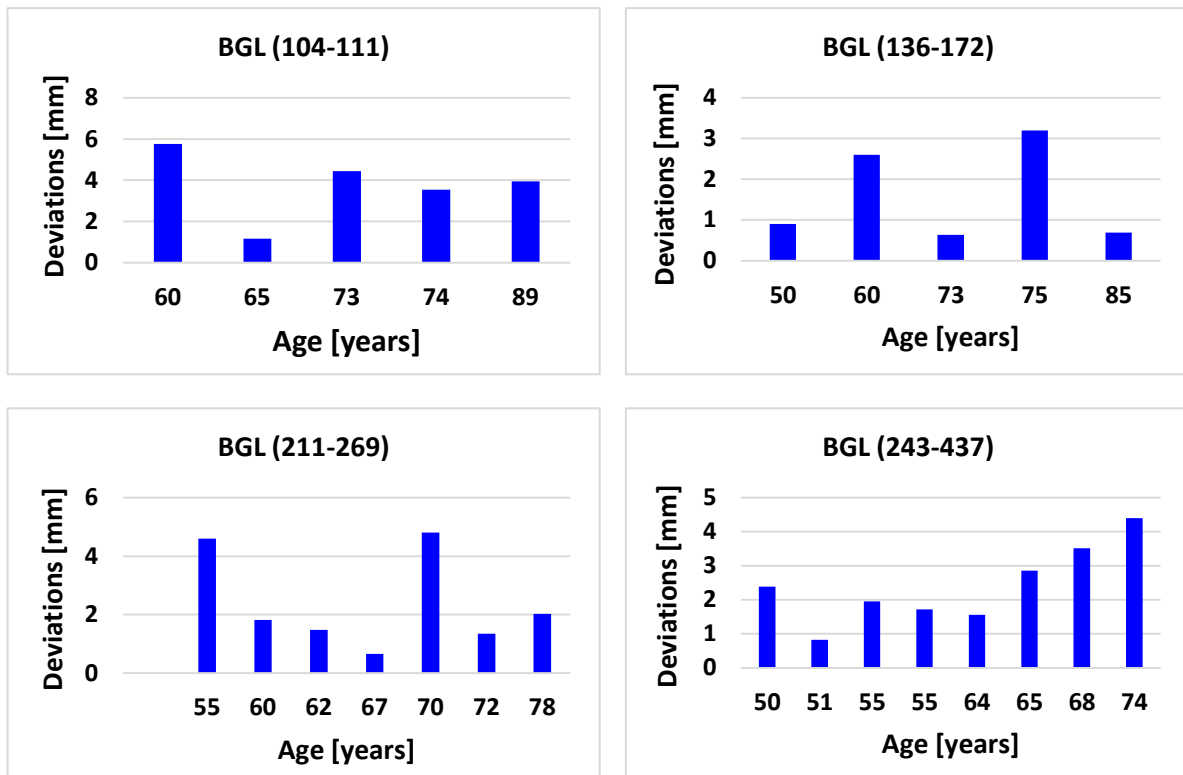 BGL (104-111)
Deviations [mm]
8
6
4
2
0
60 65 73 74 89
Age [years]
BGL (136-172)
Deviations [mm]
4
3
2
1
0
50 60 73 75 85
Age [years]
BGL (211-269)
Deviations [mm]
6
4
2
0
55 60 62 67 70 72 78
Age [years]
BGL (243-437)
Deviations [mm]
5
4
3
2
1
0
50 51 55 55 64 65 68 74
Age [years]